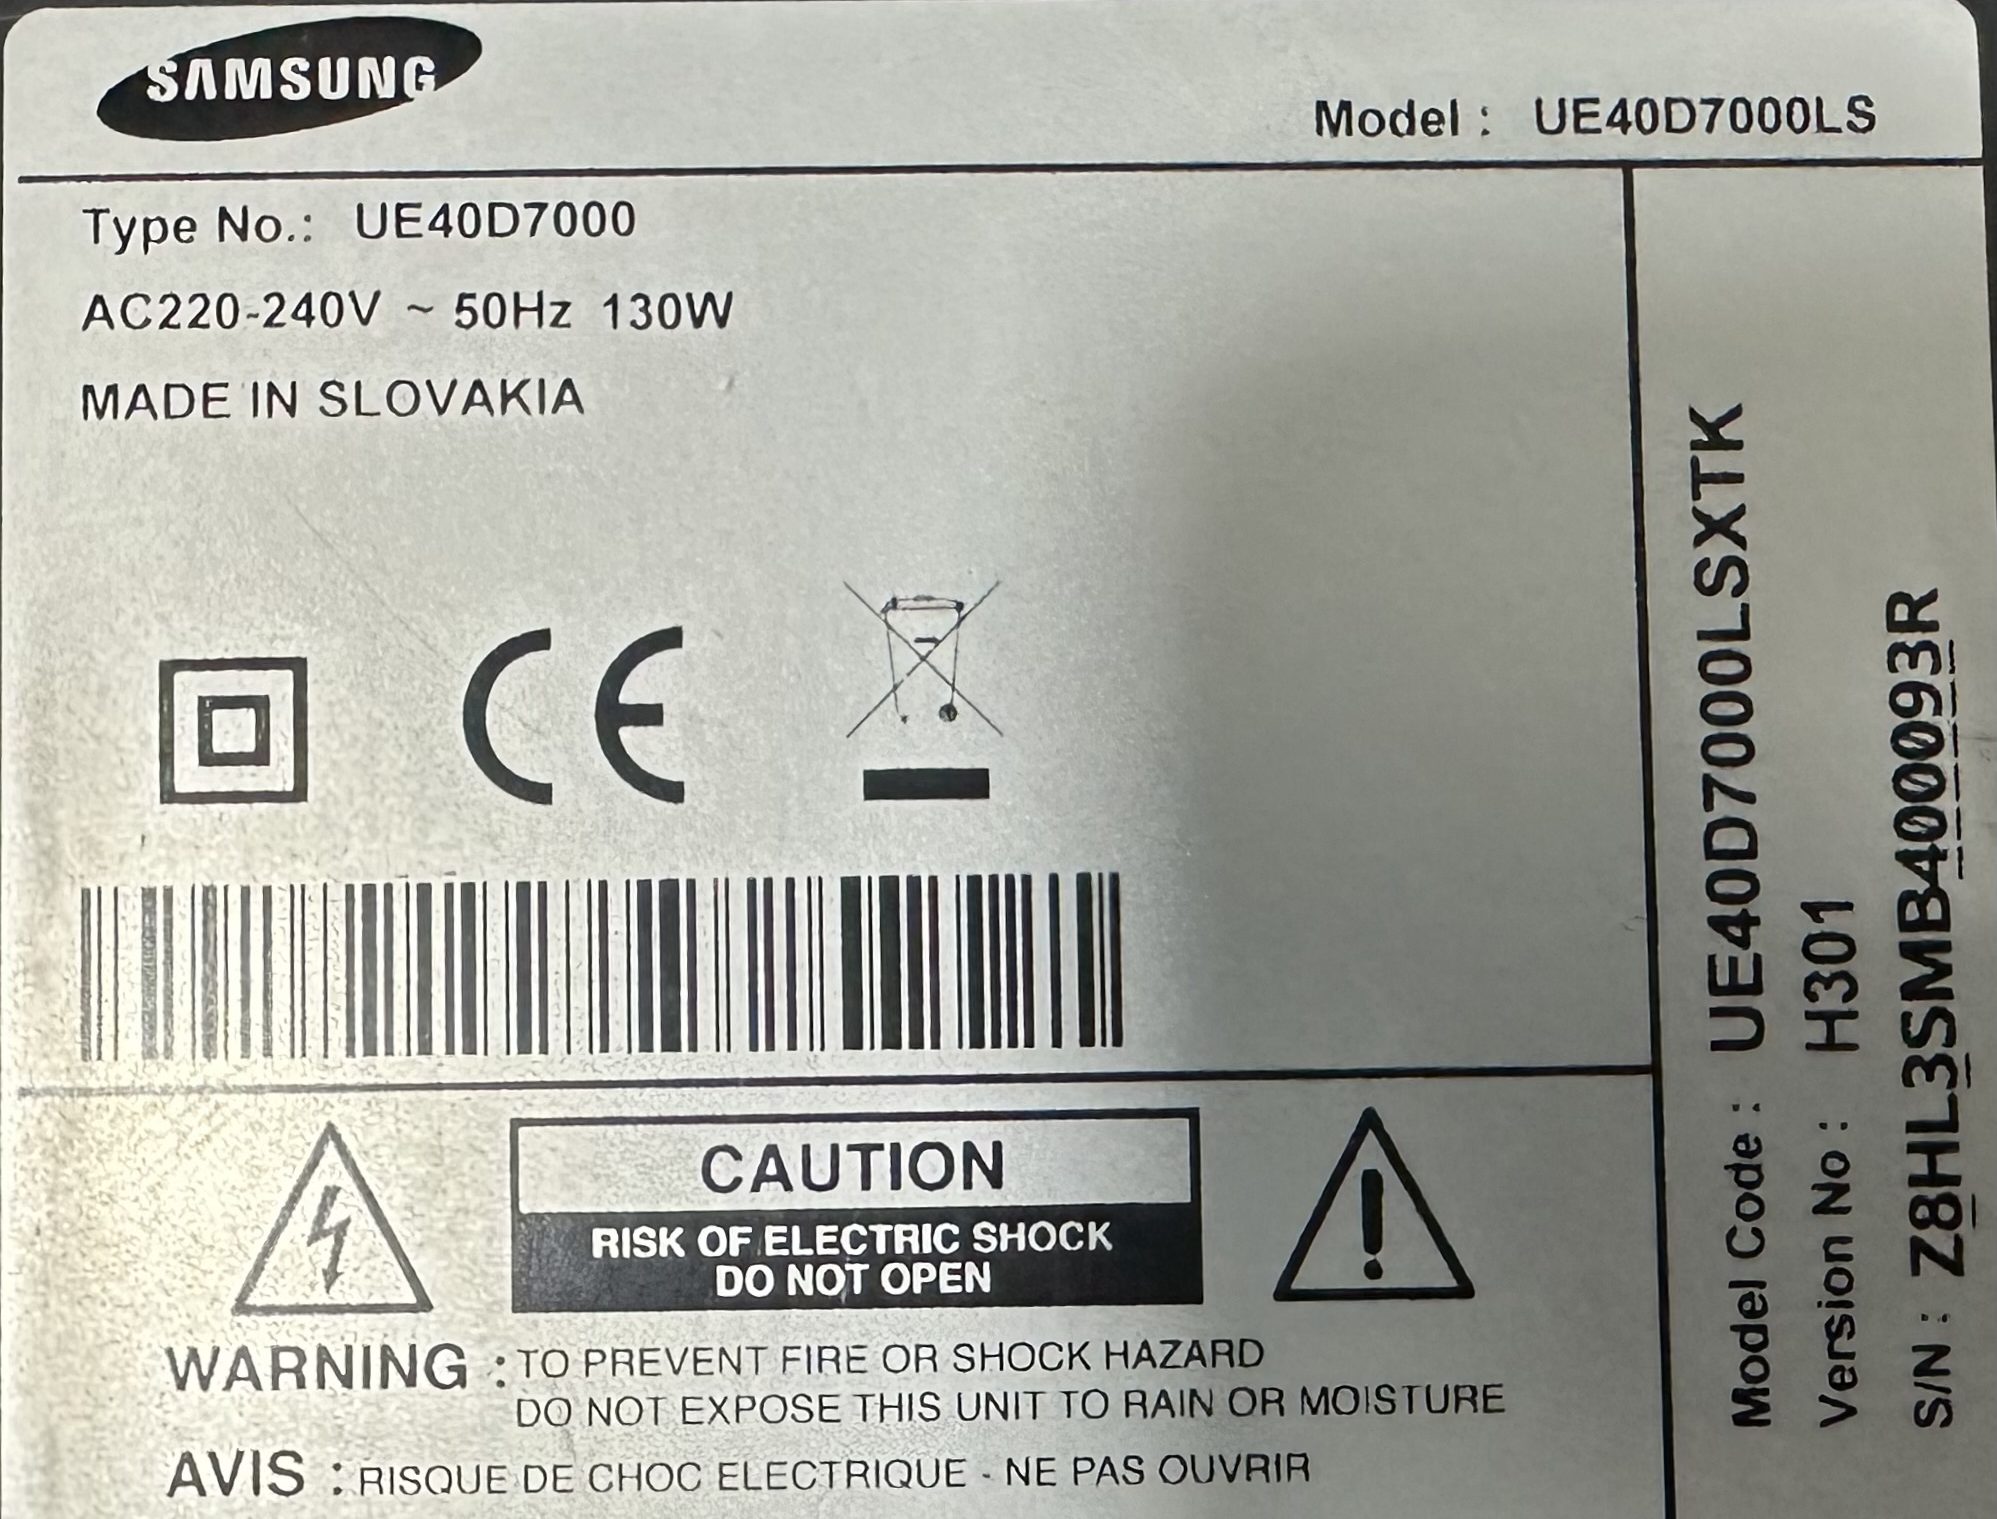 SAMSUNG
Model : UE40D7000LS
Type No.: UE40D7000
AC220-240V ~ 50Hz 130W
MADE IN SLOVAKIA
CE
CAUTION
RISK OF ELECTRIC SHOCK
DO NOT OPEN
WARNING : TO PREVENT FIRE OR SHOCK HAZARD
DO NOT EXPOSE THIS UNIT TO RAIN OR MOISTURE
AVIS : RISQUE DE CHOC ELECTRIQUE - NE PAS OUVRIR
Model Code : UE40D7000LSXTK
Version No : H301
S/N : Z8HL3SMB400093R